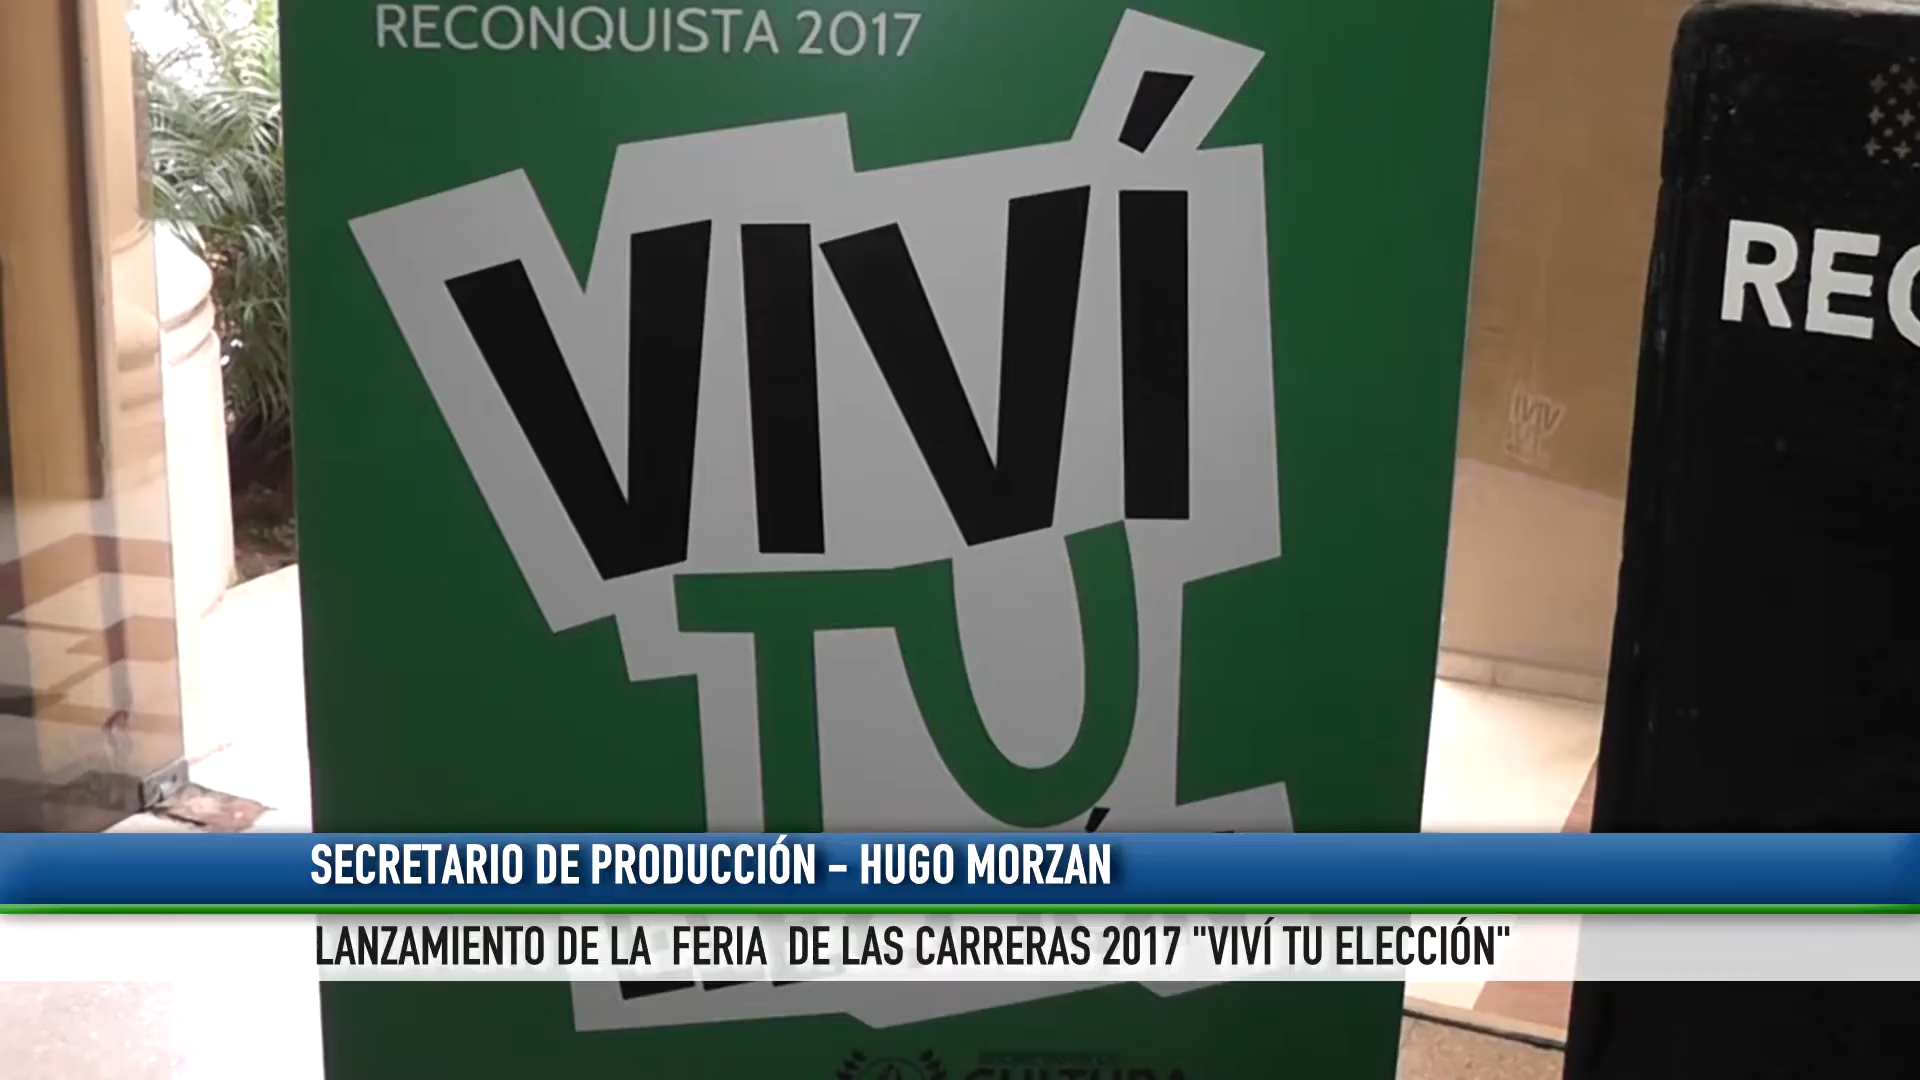 RECONQUISTA 2017
VIVÍ
TU
REC
SECRETARIO DE PRODUCCIÓN - HUGO MORZAN
LANZAMIENTO DE LA FERIA DE LAS CARRERAS 2017 "VIVÍ TU ELECCIÓN"
CULTURA